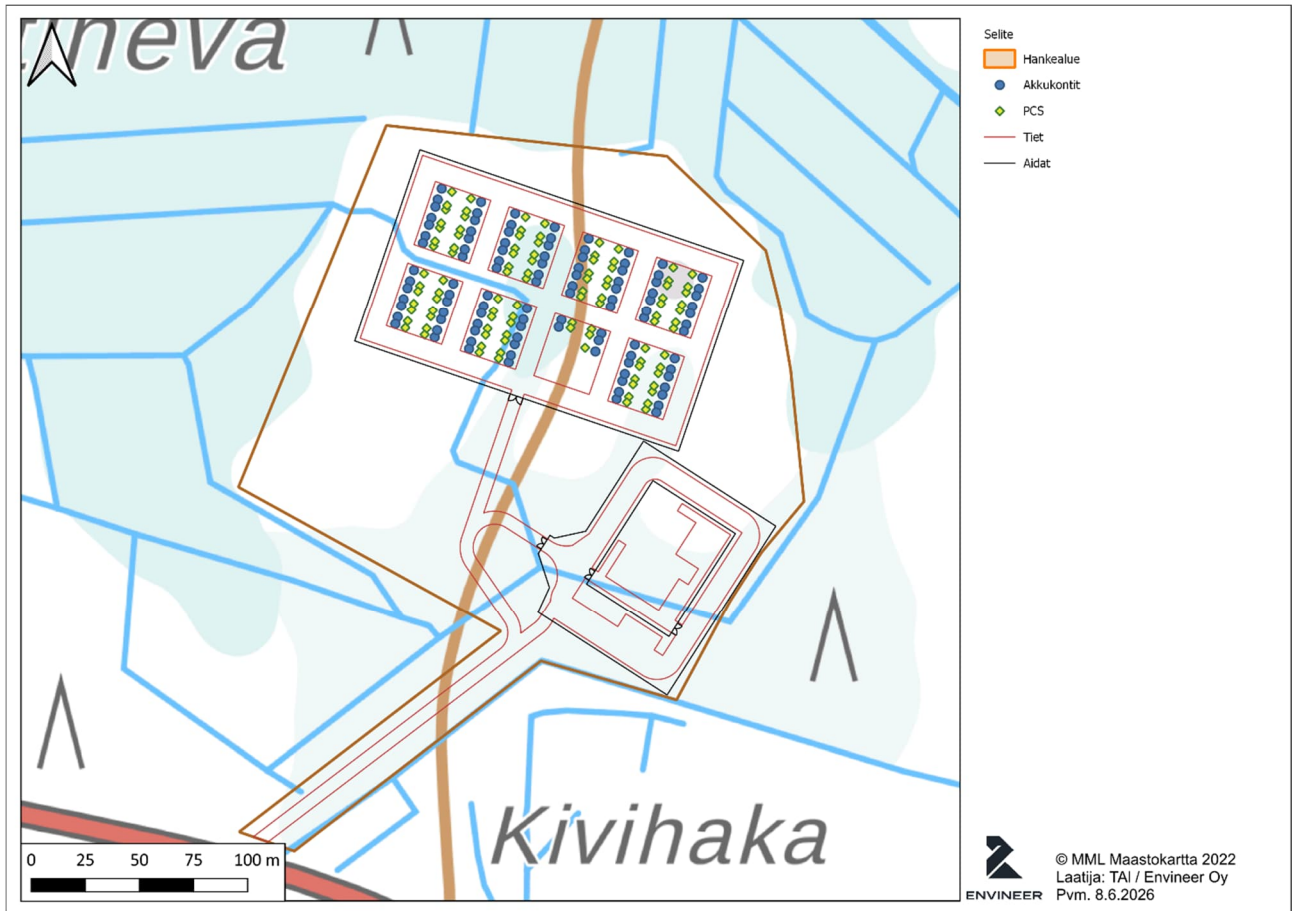 neva
Selite
Hankealue
Akkukontit
PCS
Tiet
Aidat
Kivihaka
0 25 50 75 100 m
ENVINEER
© MML Maastokartta 2022
Laatija: TAI / Envineer Oy
Pvm. 8.6.2026